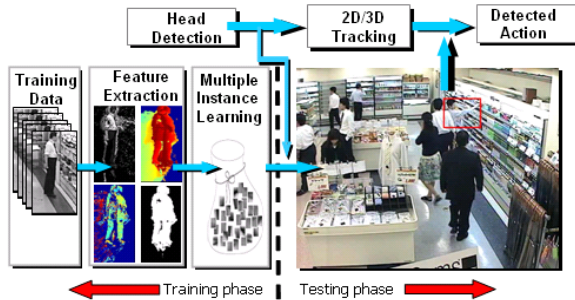 Head
Detection
2D/3D
Tracking
Detected
Action
Training
Data
Feature
Extraction
Multiple
Instance
Learning
Training phase
Testing phase